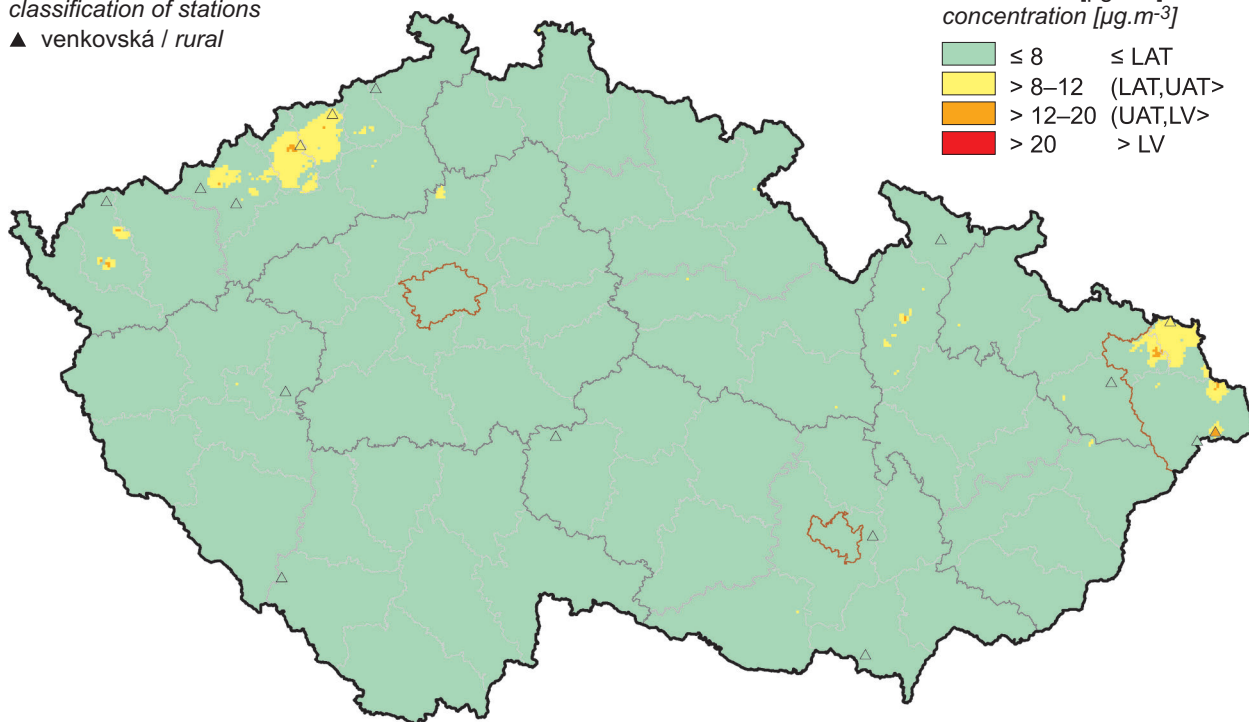 classification of stations
▲ venkovská / rural
concentration [µg.m-3]
≤ 8 ≤ LAT
> 8–12 (LAT,UAT>
> 12–20 (UAT,LV>
> 20 > LV